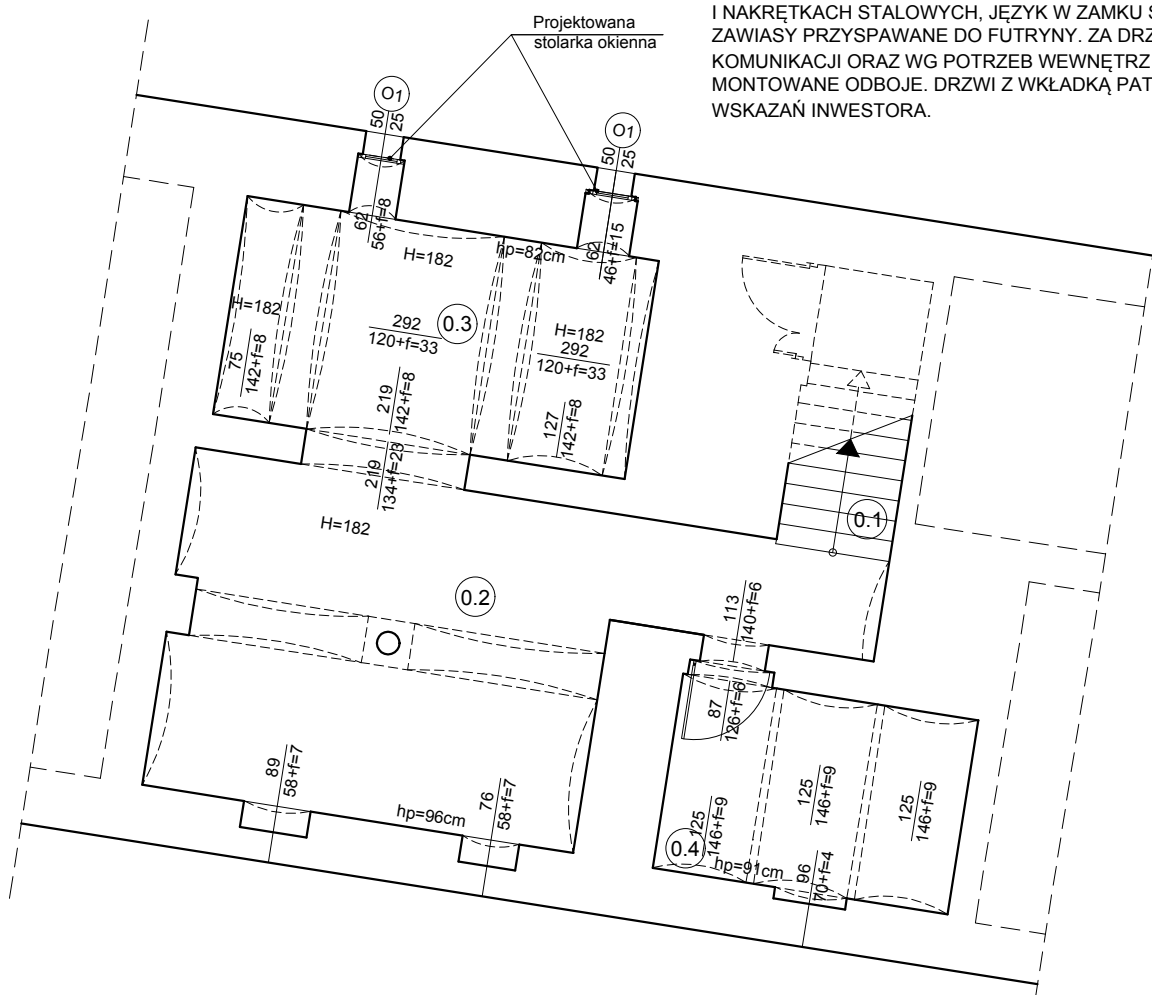 I NAKRĘTKACH STALOWYCH, JĘZYK W ZAMKU
ZAWIASY PRZYSPAWANE DO FUTRYNY. ZA
KOMUNIKACJI ORAZ WG POTRZEB
MONTOWANE ODBOJE. DRZWI Z WKŁADKĄ
WSKAZAŃ INWESTORA.
Projektowana
stolarka okienna
O1
50
25
O1
50
25
62
56+f=8
62
46+f=15
H=182
hp=82cm
H=182
75
142+f=8
292
120+f=33
0.3
H=182
292
120+f=33
219
142+f=8
127
142+f=8
219
134+f=23
H=182
0.1
0.2
113
140+f=6
87
126+f=6
89
58+f=7
hp=96cm
76
58+f=7
125
146+f=9
125
146+f=9
125
146+f=9
0.4
hp=91cm
96
70+f=4